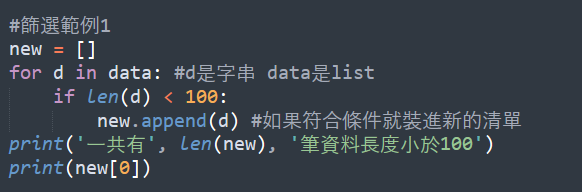 #篩選範例1
new = []
for d in data: #d是字串 data是list
    if len(d) < 100:
        new.append(d) #如果符合條件就裝進新的清單
print('一共有', len(new), '筆資料長度小於100')
print(new[0])